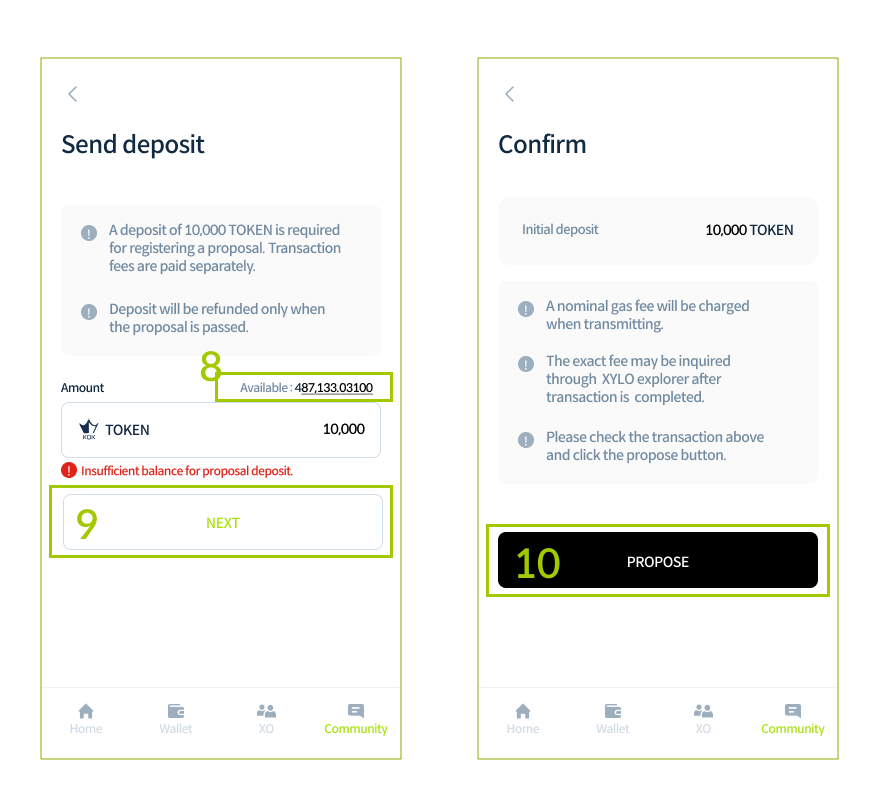 Send deposit
A deposit of 10,000 TOKEN is required
for registering a proposal. Transaction
fees are paid separately.
Deposit will be refunded only when
the proposal is passed.
8
Amount
Available : 487,133.03100
KOK
TOKEN
10,000
Insufficient balance for proposal deposit.
9
NEXT
Home
Wallet
XO
Community
Confirm
Initial deposit
10,000 TOKEN
A nominal gas fee will be charged
when transmitting.
The exact fee may be inquired
through XYLO explorer after
transaction is completed.
Please check the transaction above
and click the propose button.
10
PROPOSE
Home
Wallet
XO
Community